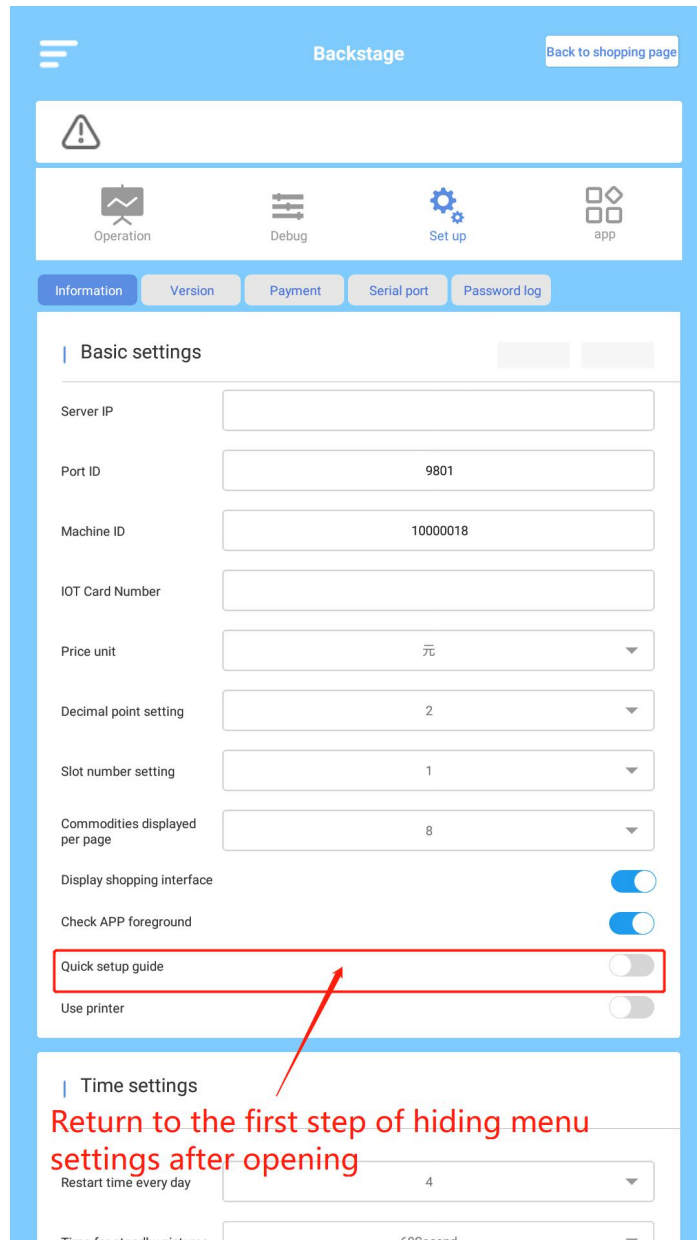 Backstage
Back to shopping page
Operation
Debug
Set up
app
Information
Version
Payment
Serial port
Password log
Basic settings
Server IP
Port ID
9801
Machine ID
10000018
IOT Card Number
Price unit
元
Decimal point setting
2
Slot number setting
1
Commodities displayed
per page
8
Display shopping interface
Check APP foreground
Quick setup guide
Use printer
Time settings
Return to the first step of hiding menu
settings after opening
Restart time every day
4